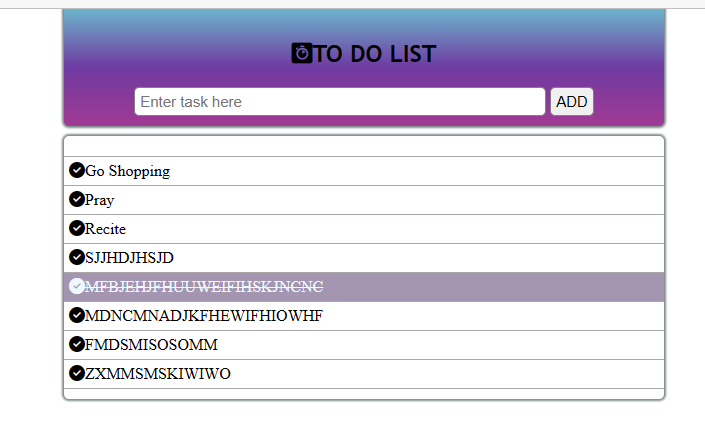 TO DO LIST
Enter task here ADD
Go Shopping
Pray
Recite
SJJHDJHSJD
MFBJEHJFHUUWEIFIHSKJNCNC
MDNCMNADJKFHEWIFHIOWHF
FMDSMISOSOMM
ZXMMSMSKIWIWO